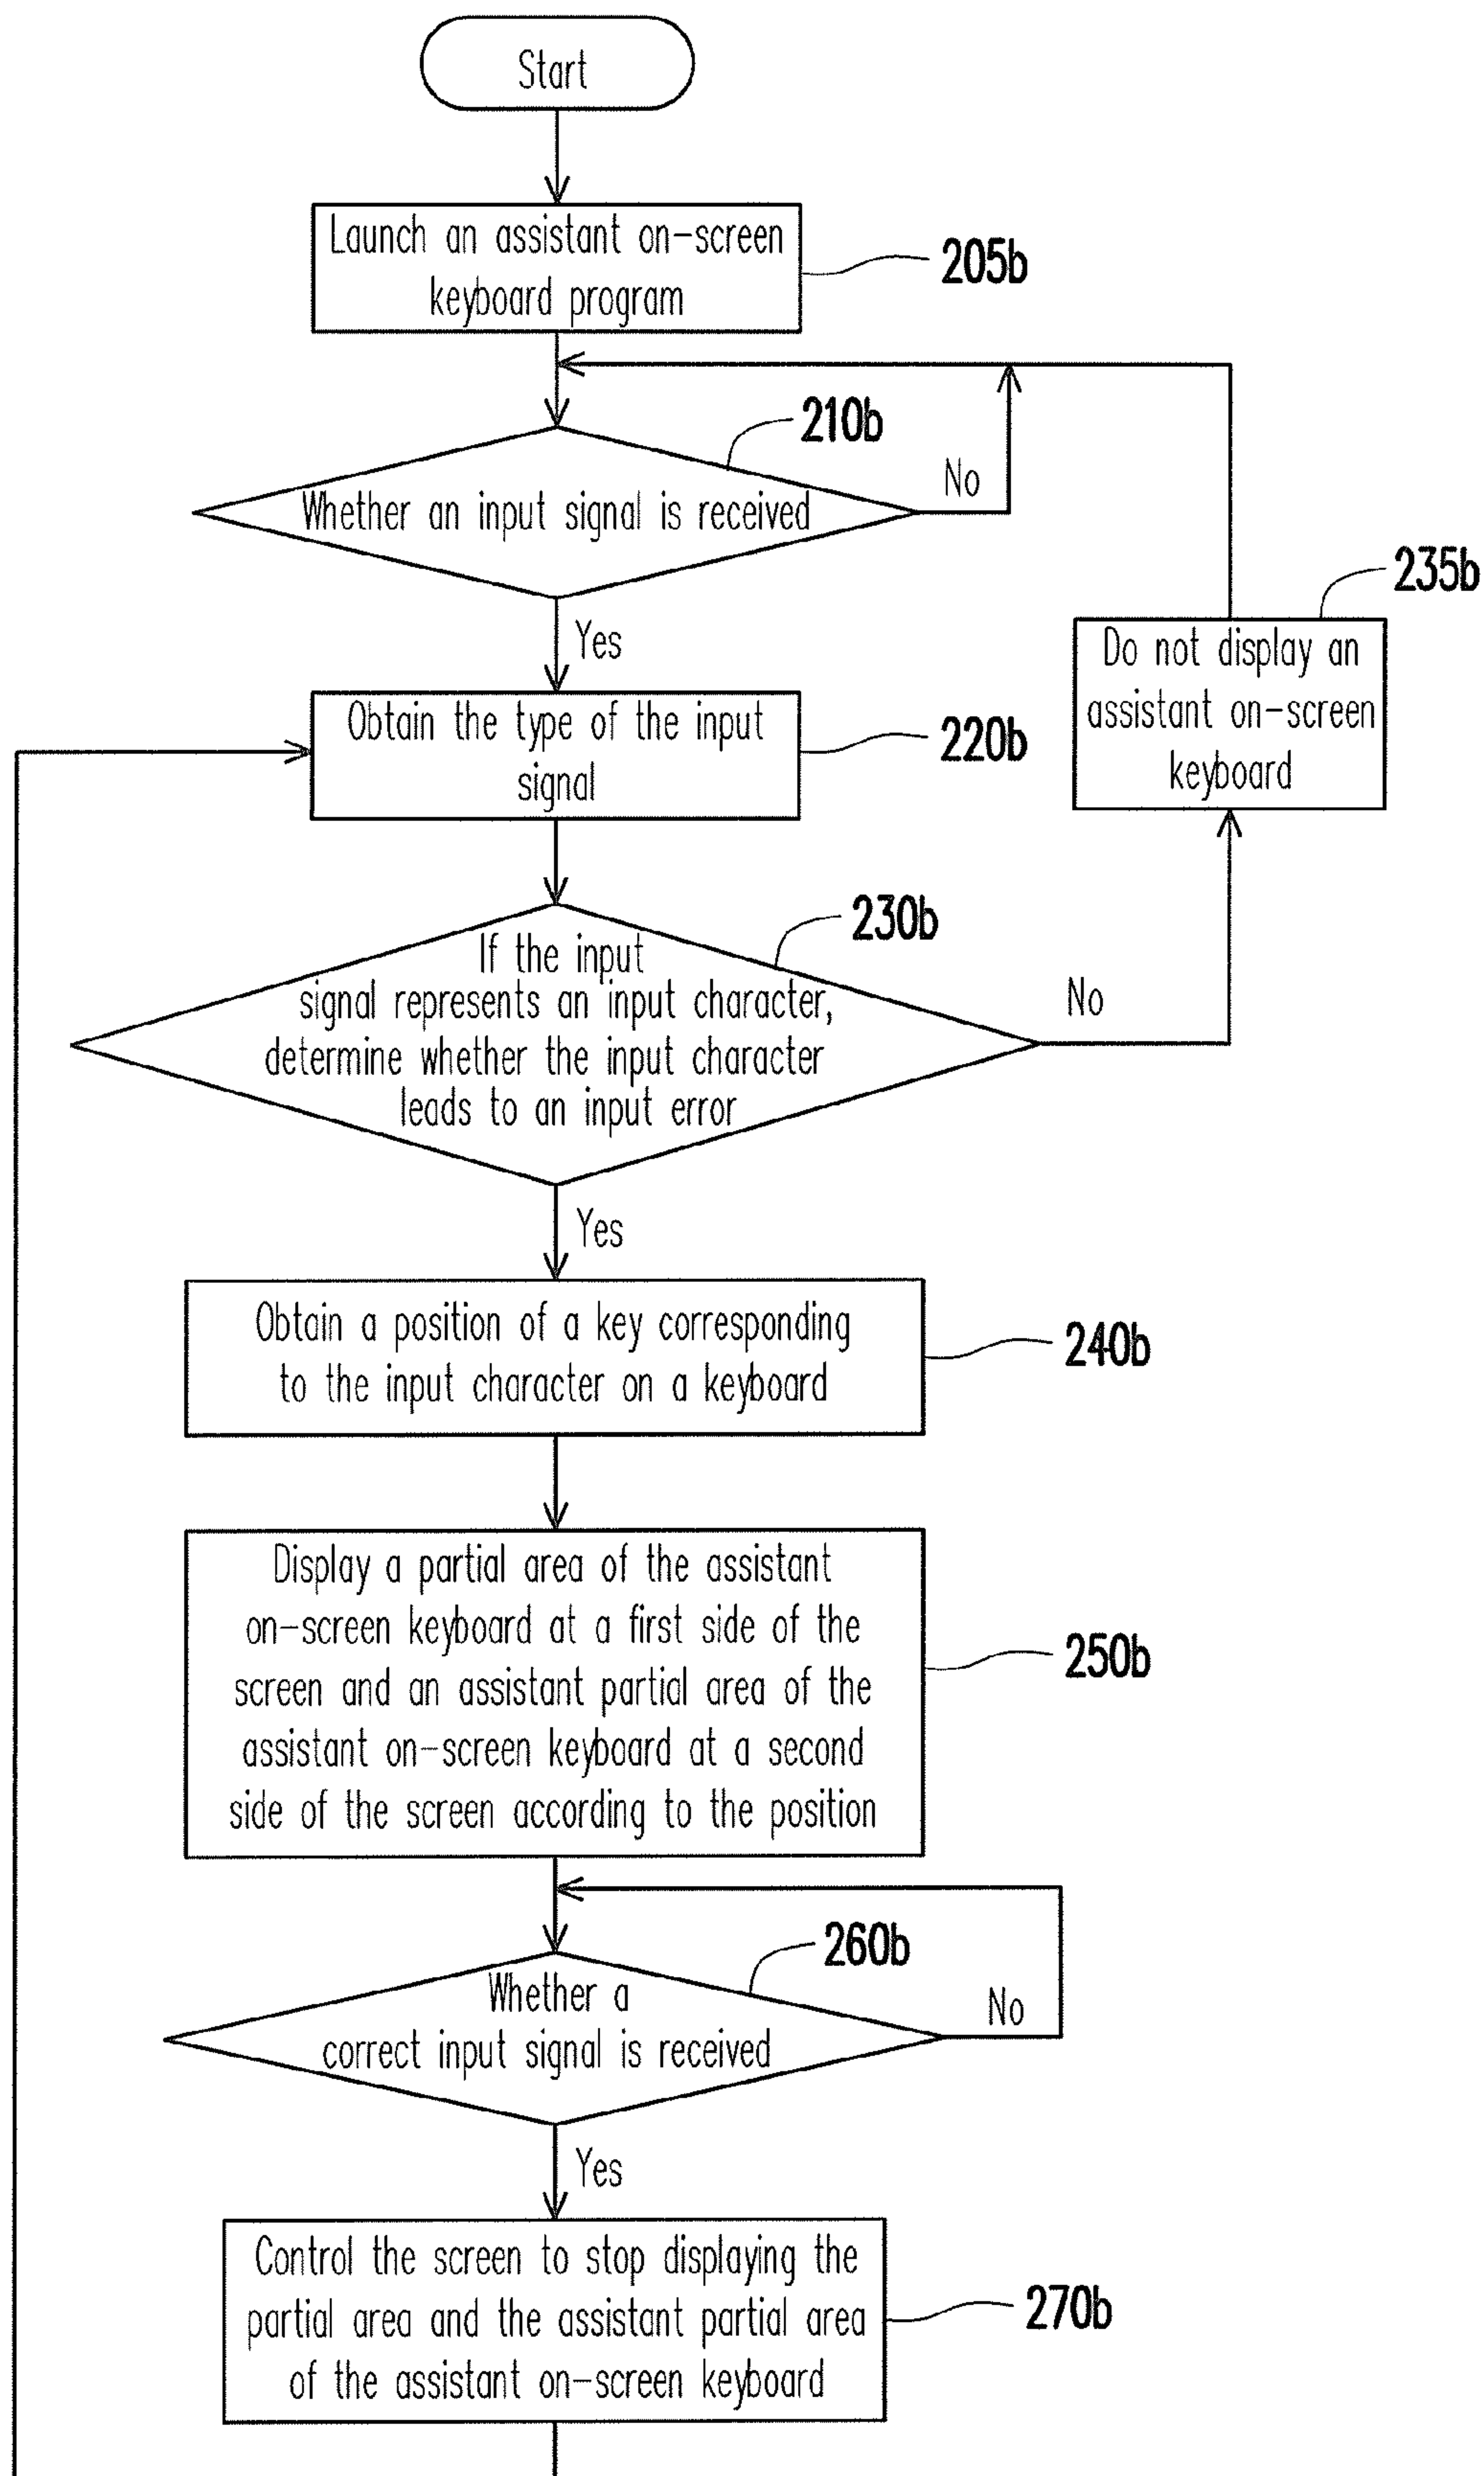 Start
Launch an assistant on-screen
keyboard program
205b
210b
Whether an input signal is received
No
Yes
235b
Do not display an
assistant on-screen
keyboard
Obtain the type of the input
signal
220b
230b
If the input
signal represents an input character,
determine whether the input character
leads to an input error
No
Yes
Obtain a position of a key corresponding
to the input character on a keyboard
240b
Display a partial area of the assistant
on-screen keyboard at a first side of the
screen and an assistant partial area of the
assistant on-screen keyboard at a second
side of the screen according to the position
250b
260b
Whether a
correct input signal is received
No
Yes
Control the screen to stop displaying the
partial area and the assistant partial area
of the assistant on-screen keyboard
270b